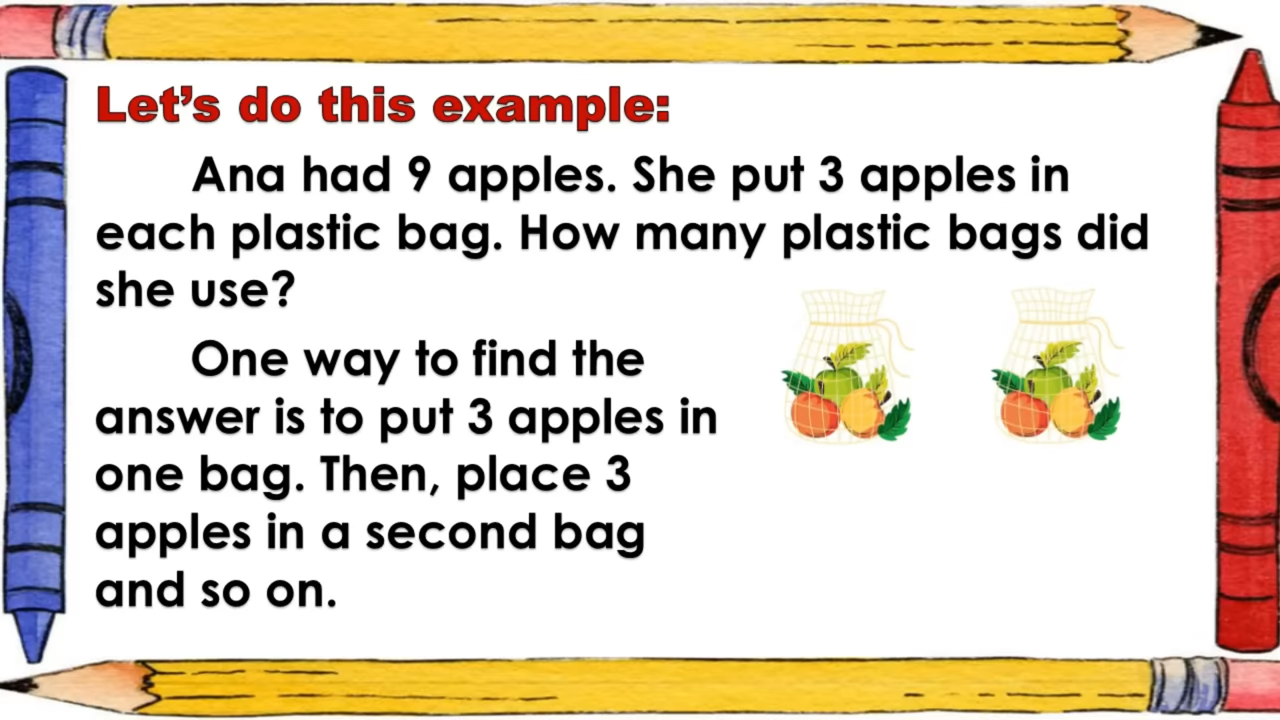 Let's do this example:
Ana had 9 apples. She put 3 apples in
each plastic bag. How many plastic bags did
she use?
One way to find the
answer is to put 3 apples in
one bag. Then, place 3
apples in a second bag
and so on.